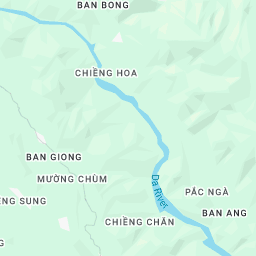 BAN BONG
CHIỀNG HOA
BAN GIONG
MƯỜNG CHÙM
Da River
PẮC NGÀ
NG SUNG
BAN ANG
CHIỀNG CHĂN
G